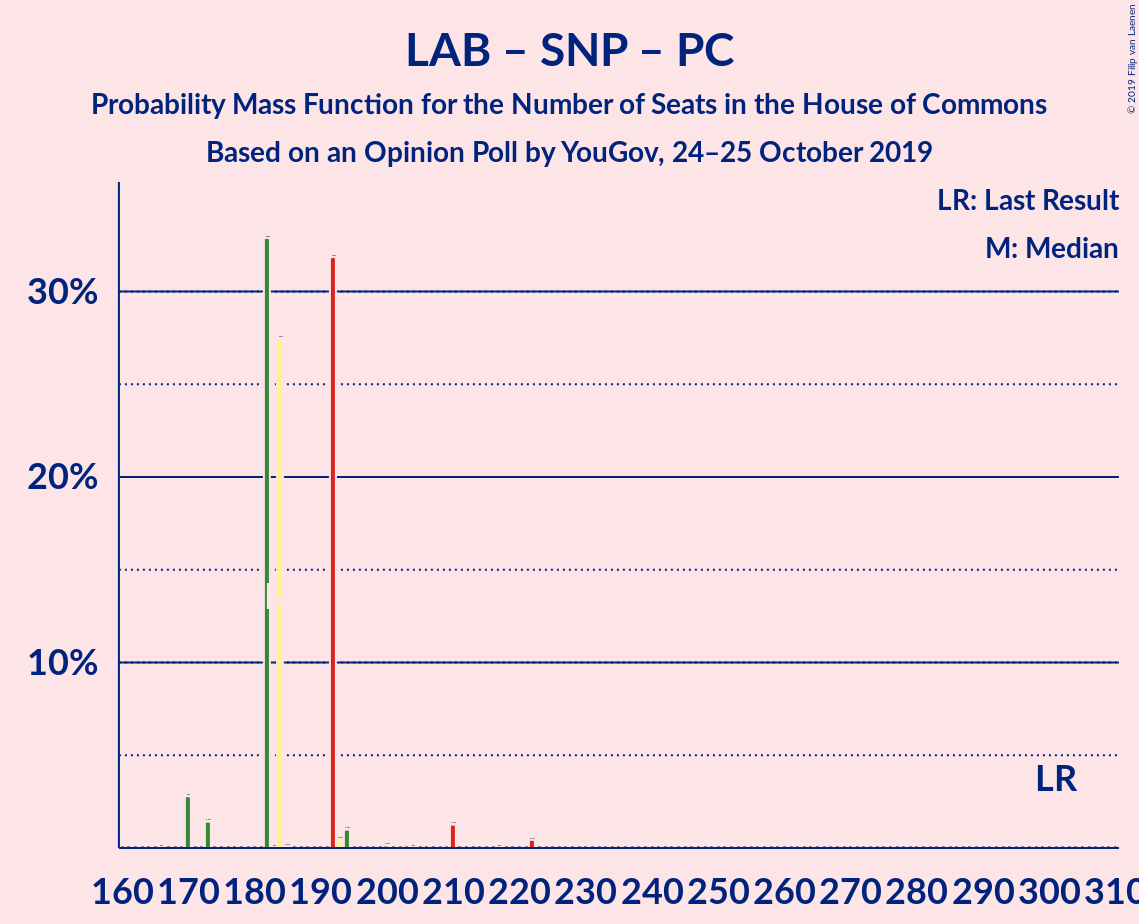 LAB – SNP – PC
Probability Mass Function for the Number of Seats in the House of Commons
Based on an Opinion Poll by YouGov, 24–25 October 2019
© 2019 Filip van Laenen
LR: Last Result
M: Median
30%
20%
10%
LR
160 170 180 190 200 210 220 230 240 250 260 270 280 290 300 310